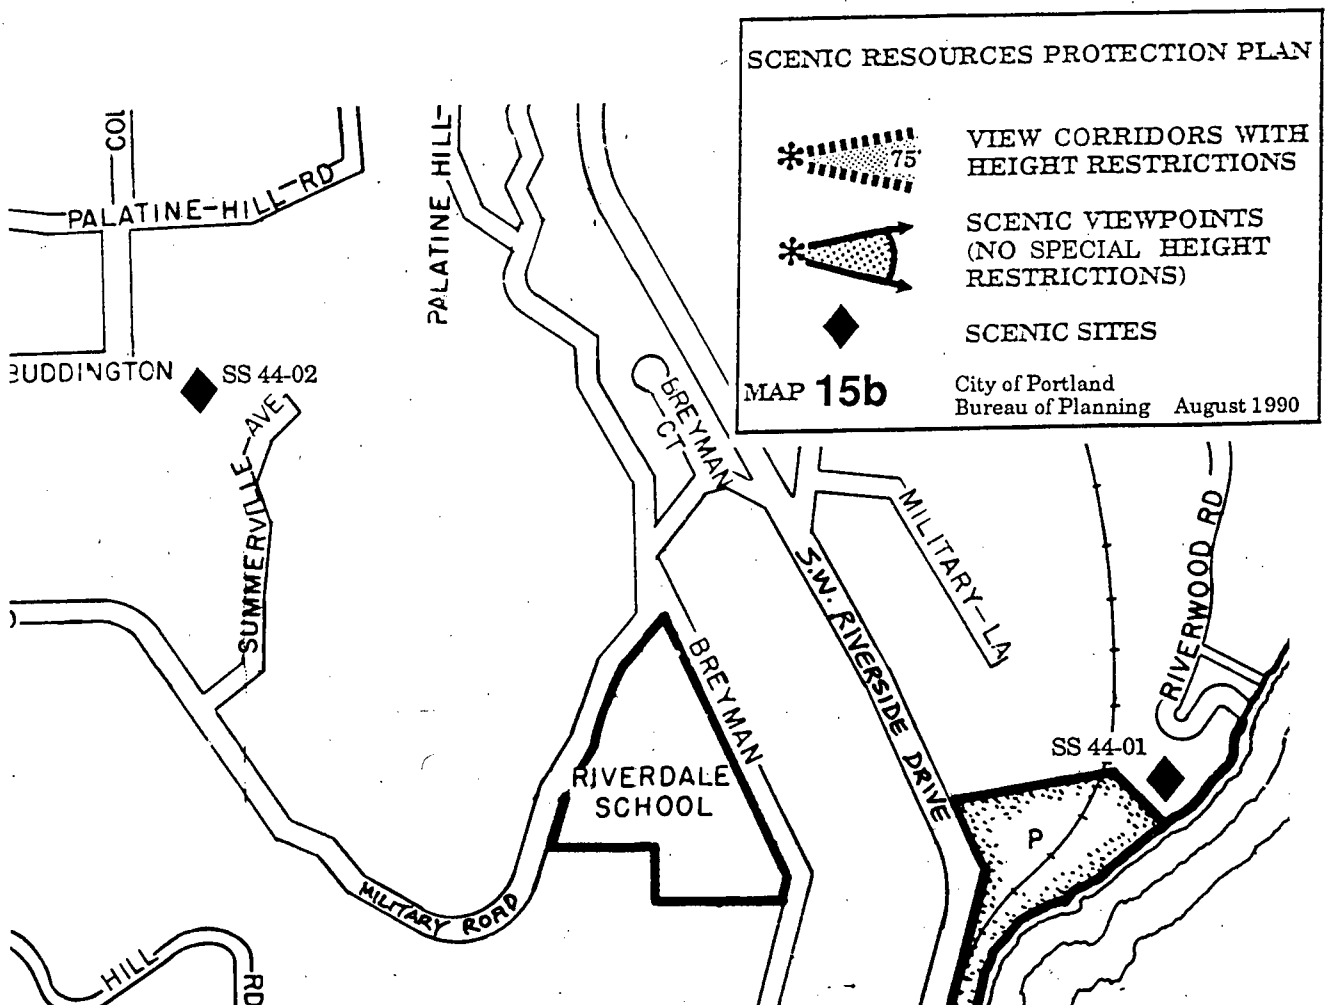 SCENIC RESOURCES PROTECTION PLAN
75'
VIEW CORRIDORS WITH
HEIGHT RESTRICTIONS
SCENIC VIEWPOINTS
(NO SPECIAL HEIGHT
RESTRICTIONS)
SCENIC SITES
MAP 15b
City of Portland
Bureau of Planning August 1990
COL
PALATINE-HILL-RD
PALATINE HILL-
BUDDINGTON
SS 44-02
SUMMERVILLE-AVE
BREYMAN
CT
MILITARY-LA
RIVERWOOD RD
S.W. RIVERSIDE DRIVE
BREYMAN
SS 44-01
RIVERDALE
SCHOOL
P
MILITARY ROAD
HILL
RD